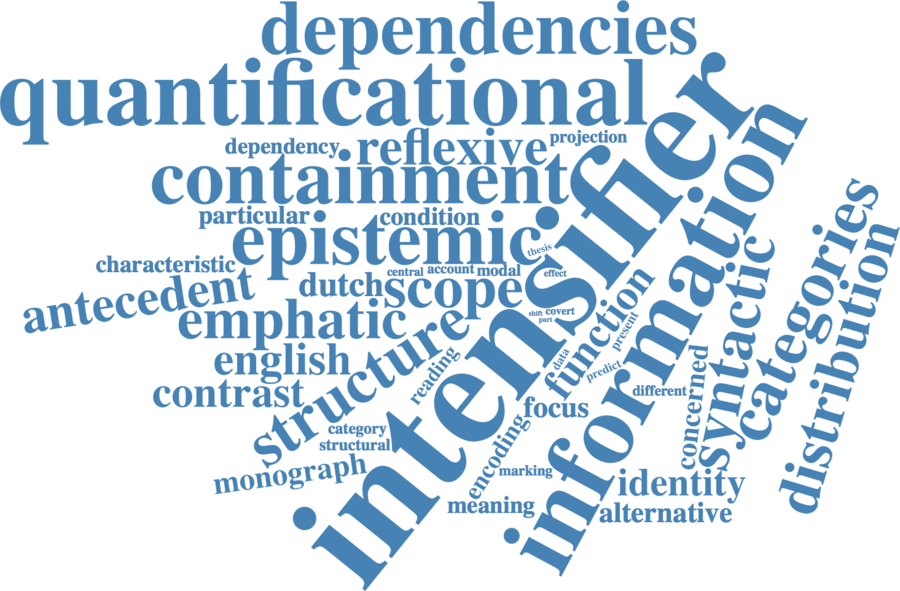 dependencies
quantificational
intensifier
information
dependency
reflexive
projection
containment
particular
condition
epistemic
thesis
characteristic
central
account
modal
effect
antecedent
dutch
scope
emphatic
structure
shift
covert
part
function
present
syntactic
categories
distribution
english
reading
data
predict
contrast
different
concerned
focus
category
structural
encoding
marking
monograph
meaning
identity
alternative